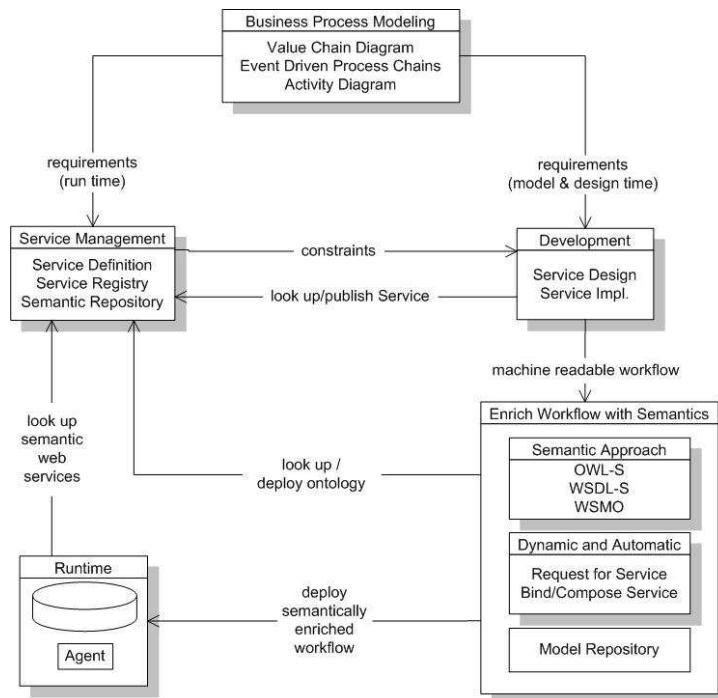 Business Process Modeling
Value Chain Diagram
Event Driven Process Chains
Activity Diagram
requirements
(run time)
requirements
(model & design time)
Service Management
Service Definition
Service Registry
Semantic Repository
constraints
look up/publish Service
Development
Service Design
Service Impl.
machine readable workflow
look up
semantic
web
services
look up /
deploy ontology
Enrich Workflow with Semantics
Semantic Approach
OWL-S
WSDL-S
WSMO
Dynamic and Automatic
Request for Service
Bind/Compose Service
Model Repository
Runtime
Agent
deploy
semantically
enriched
workflow